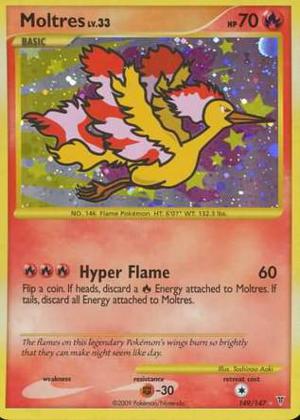 Moltres LV.33 HP 70
BASIC
NO. 146 Flame Pokémon HT: 6'07" WT: 132.3 lbs.
Hyper Flame 60
Flip a coin. If heads, discard a Energy attached to Moltres. If
tails, discard all Energy attached to Moltres.
The flames on this legendary Pokémon's wings burn so brightly
that they can make night seem like day.
Illus. Toshinao Aoki
weakness resistance retreat cost
-30
©2009 Pokémon/Nintendo 149/147